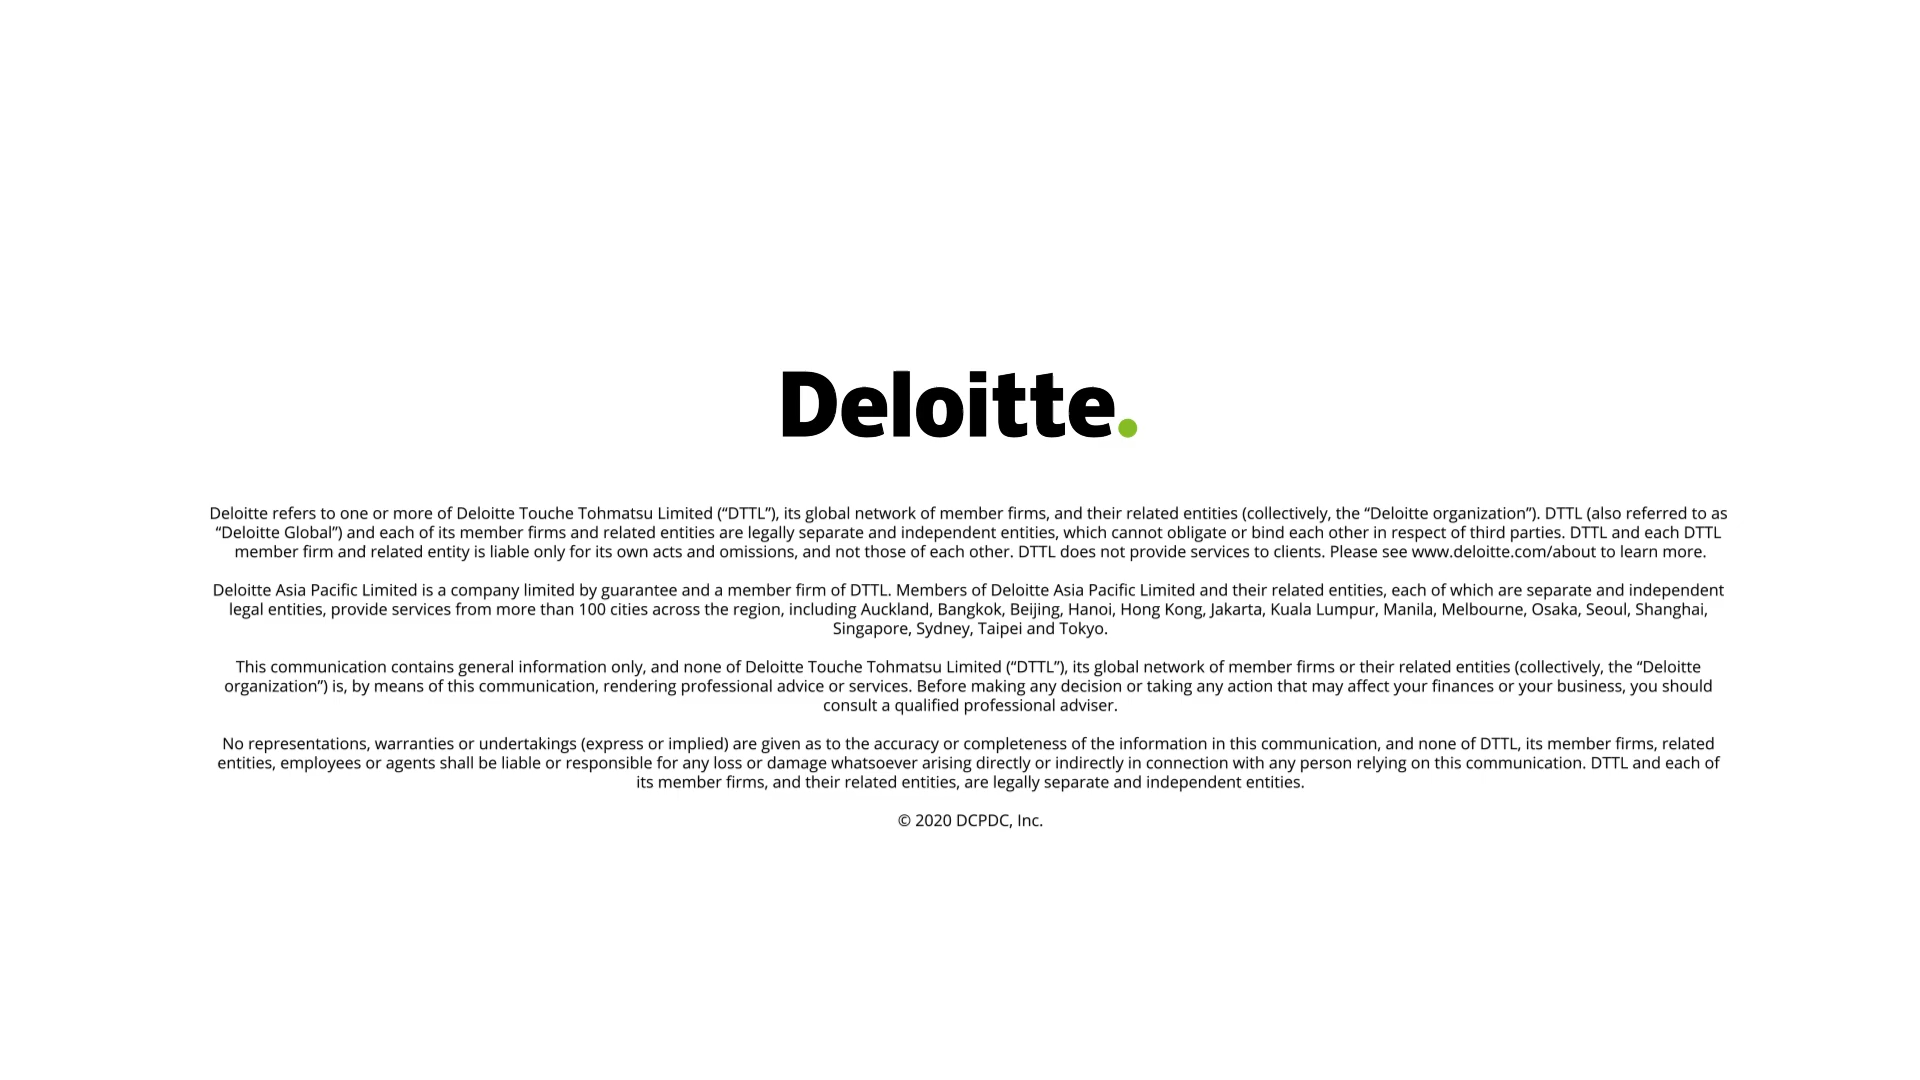 Deloitte.
Deloitte refers to one or more of Deloitte Touche Tohmatsu Limited (“DTTL”), its global network of member firms, and their related entities (collectively, the “Deloitte organization”). DTTL (also referred to as
“Deloitte Global”) and each of its member firms and related entities are legally separate and independent entities, which cannot obligate or bind each other in respect of third parties. DTTL and each DTTL
member firm and related entity is liable only for its own acts and omissions, and not those of each other. DTTL does not provide services to clients. Please see www.deloitte.com/about to learn more.
Deloitte Asia Pacific Limited is a company limited by guarantee and a member firm of DTTL. Members of Deloitte Asia Pacific Limited and their related entities, each of which are separate and independent
legal entities, provide services from more than 100 cities across the region, including Auckland, Bangkok, Beijing, Hanoi, Hong Kong, Jakarta, Kuala Lumpur, Manila, Melbourne, Osaka, Seoul, Shanghai,
Singapore, Sydney, Taipei and Tokyo.
This communication contains general information only, and none of Deloitte Touche Tohmatsu Limited (“DTTL”), its global network of member firms or their related entities (collectively, the “Deloitte
organization”) is, by means of this communication, rendering professional advice or services. Before making any decision or taking any action that may affect your finances or your business, you should
consult a qualified professional adviser.
No representations, warranties or undertakings (express or implied) are given as to the accuracy or completeness of the information in this communication, and none of DTTL, its member firms, related
entities, employees or agents shall be liable or responsible for any loss or damage whatsoever arising directly or indirectly in connection with any person relying on this communication. DTTL and each of
its member firms, and their related entities, are legally separate and independent entities.
© 2020 DCPDC, Inc.